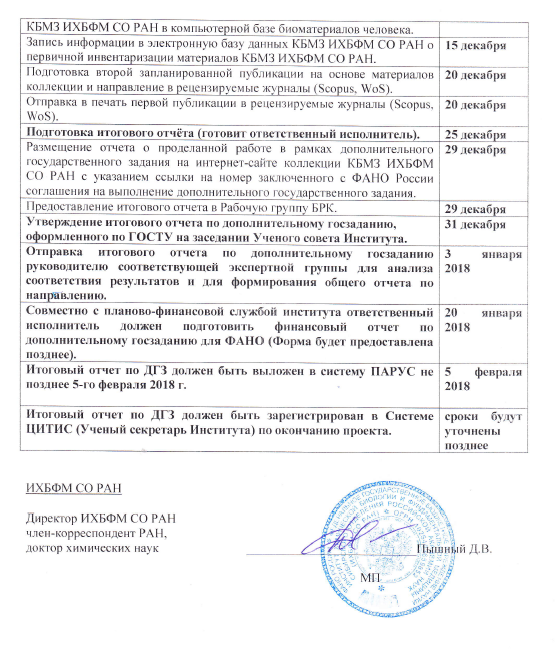 КБМЗ ИХБФМ СО РАН в компьютерной базе биоматериалов человека.
Запись информации в электронную базу данных КБМЗ ИХБФМ СО РАН о 15 декабря
первичной инвентаризации материалов КБМЗ ИХБФМ СО РАН.
Подготовка второй запланированной публикации на основе материалов 20 декабря
коллекции и направление в рецензируемые журналы (Scopus, WoS).
Отправка в печать первой публикации в рецензируемые журналы (Scopus, 20 декабря
WoS).
Подготовка итогового отчёта (готовит ответственный исполнитель). 25 декабря
Размещение отчета о проделанной работе в рамках дополнительного 29 декабря
государственного задания на интернет-сайте коллекции КБМЗ ИХБФМ
СО РАН с указанием ссылки на номер заключенного с ФАНО России
соглашения на выполнение дополнительного государственного задания.
Предоставление итогового отчета в Рабочую группу БРК. 29 декабря
Утверждение итогового отчета по дополнительному госзаданию, 31 декабря
оформленного по ГОСТУ на заседании Ученого совета Института.
Отправка итогового отчета по дополнительному госзаданию 3 января
руководителю соответствующей экспертной группы для анализа 2018
соответствия результатов и для формирования общего отчета по
направлению.
Совместно с планово-финансовой службой института ответственный 20 января
исполнитель должен подготовить финансовый отчет по 2018
дополнительному госзаданию для ФАНО (Форма будет предоставлена
позднее).
Итоговый отчет по ДГЗ должен быть выложен в систему ПАРУС не 5 февраля
позднее 5-го февраля 2018 г. 2018
Итоговый отчет по ДГЗ должен быть зарегистрирован в Системе сроки будут
ЦИТИС (Ученый секретарь Института) по окончанию проекта. уточнены
позднее
ИХБФМ СО РАН
Директор ИХБФМ СО РАН
член-корреспондент РАН,
доктор химических наук Пышный Д.В.
МП